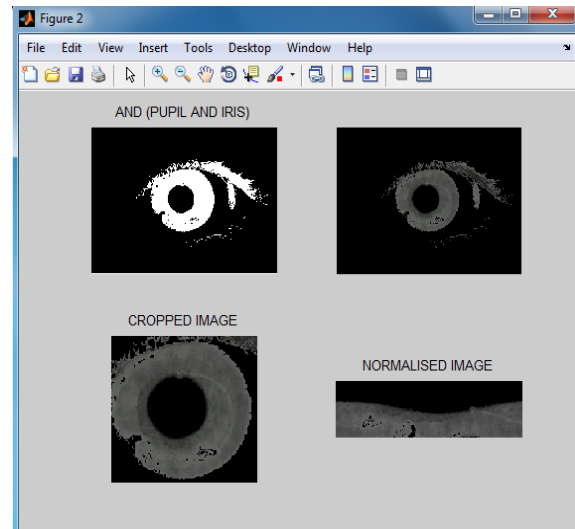 Figure 2
File Edit View Insert Tools Desktop Window Help
AND (PUPIL AND IRIS)
CROPPED IMAGE
NORMALISED IMAGE